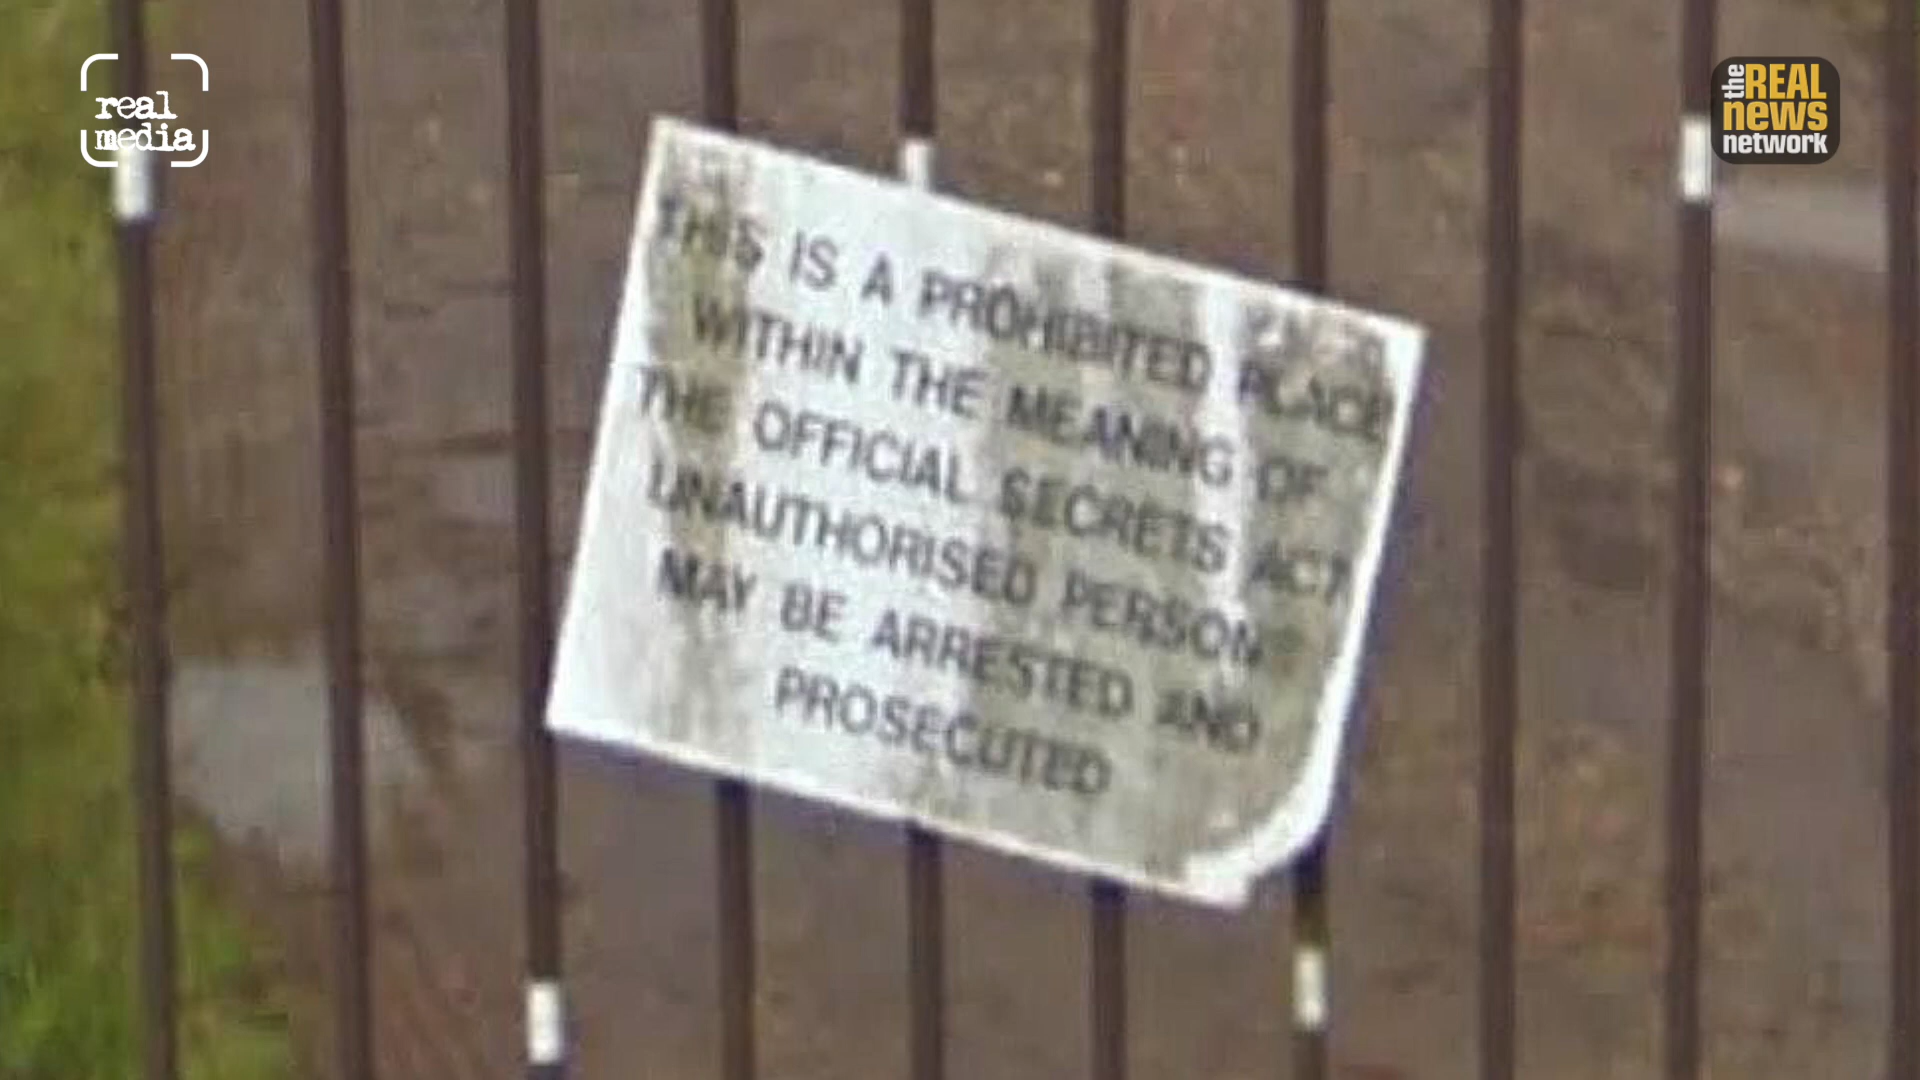 real
media
the
REAL
news
network
THIS IS A PROHIBITED PLACE
WITHIN THE MEANING OF
THE OFFICIAL SECRETS ACT
UNAUTHORISED PERSONS
MAY BE ARRESTED AND
PROSECUTED